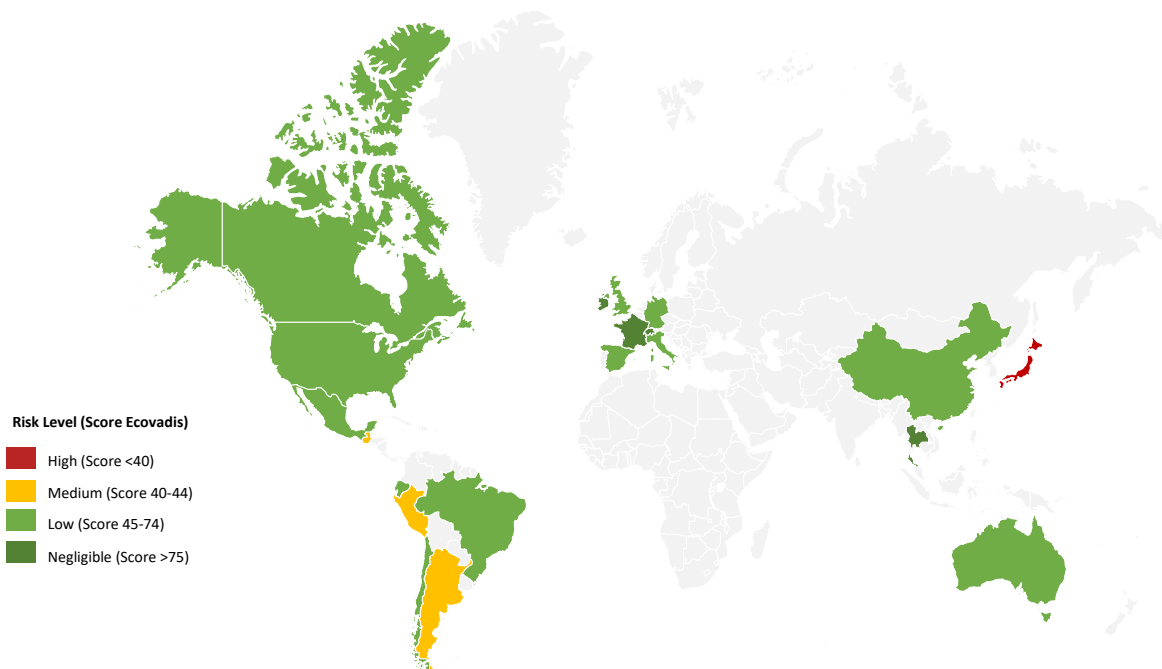 Risk Level (Score Ecovadis)
High (Score <40)
Medium (Score 40-44)
Low (Score 45-74)
Negligible (Score >75)